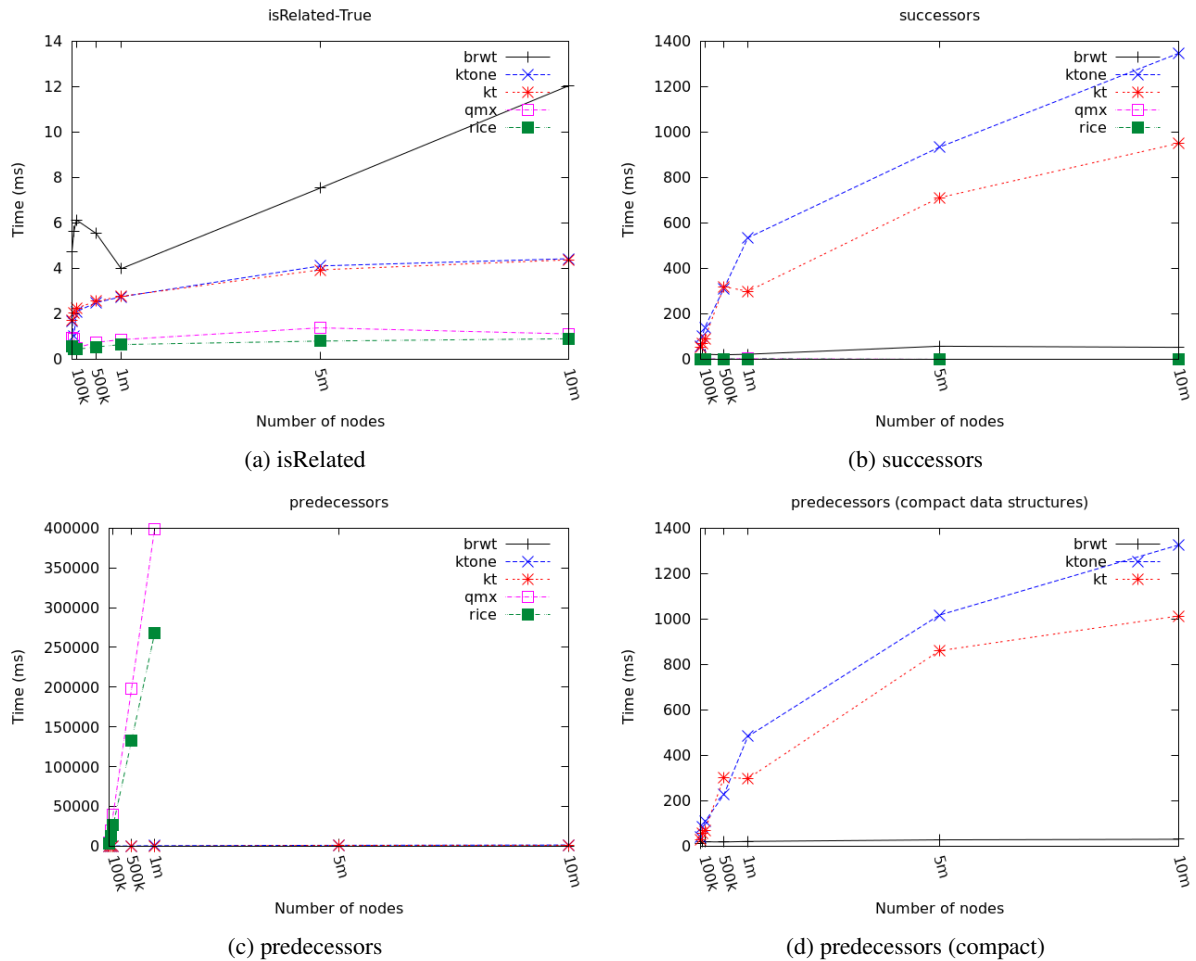 isRelated-True
14
12
10
8
6
4
2
0
Time (ms)
brwt
ktone
kt
qmx
rice
100k
500k
1m
5m
10m
Number of nodes
(a) isRelated
successors
1400
1200
1000
800
600
400
200
0
Time (ms)
brwt
ktone
kt
qmx
rice
100k
500k
1m
5m
10m
Number of nodes
(b) successors
predecessors
400000
350000
300000
250000
200000
150000
100000
50000
0
Time (ms)
brwt
ktone
kt
qmx
rice
100k
500k
1m
5m
10m
Number of nodes
(c) predecessors
predecessors (compact data structures)
1400
1200
1000
800
600
400
200
0
Time (ms)
brwt
ktone
kt
100k
500k
1m
5m
10m
Number of nodes
(d) predecessors (compact)